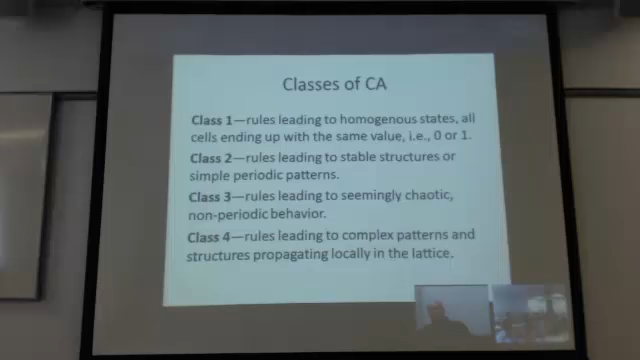 Classes of CA
Class 1—rules leading to homogenous states, all
cells ending up with the same value, i.e., 0 or 1.
Class 2—rules leading to stable structures or
simple periodic patterns.
Class 3—rules leading to seemingly chaotic,
non-periodic behavior.
Class 4—rules leading to complex patterns and
structures propagating locally in the lattice.